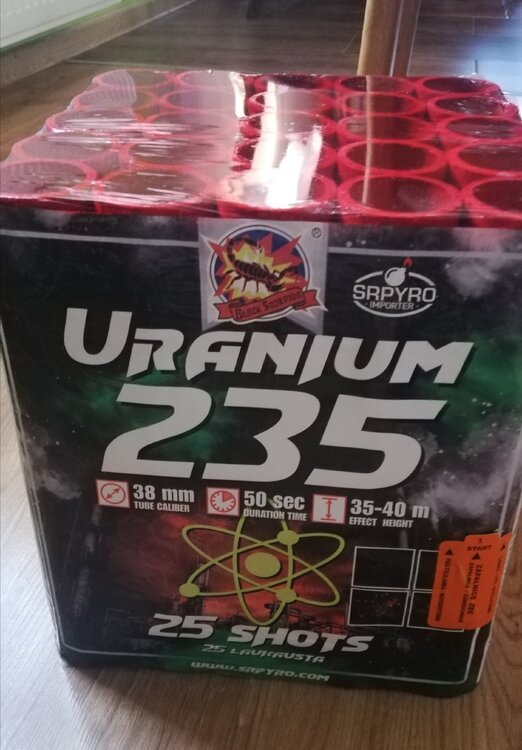 ®
BLACK SCORPION
SRPYRO
IMPORTER
URANIUM
235
38 mm
TUBE CALIBER
50 sec
DURATION TIME
35-40 m
EFFECT HEIGHT
1
START
25 SHOTS
25 LAUKAUSTA
WWW.SRPYRO.COM